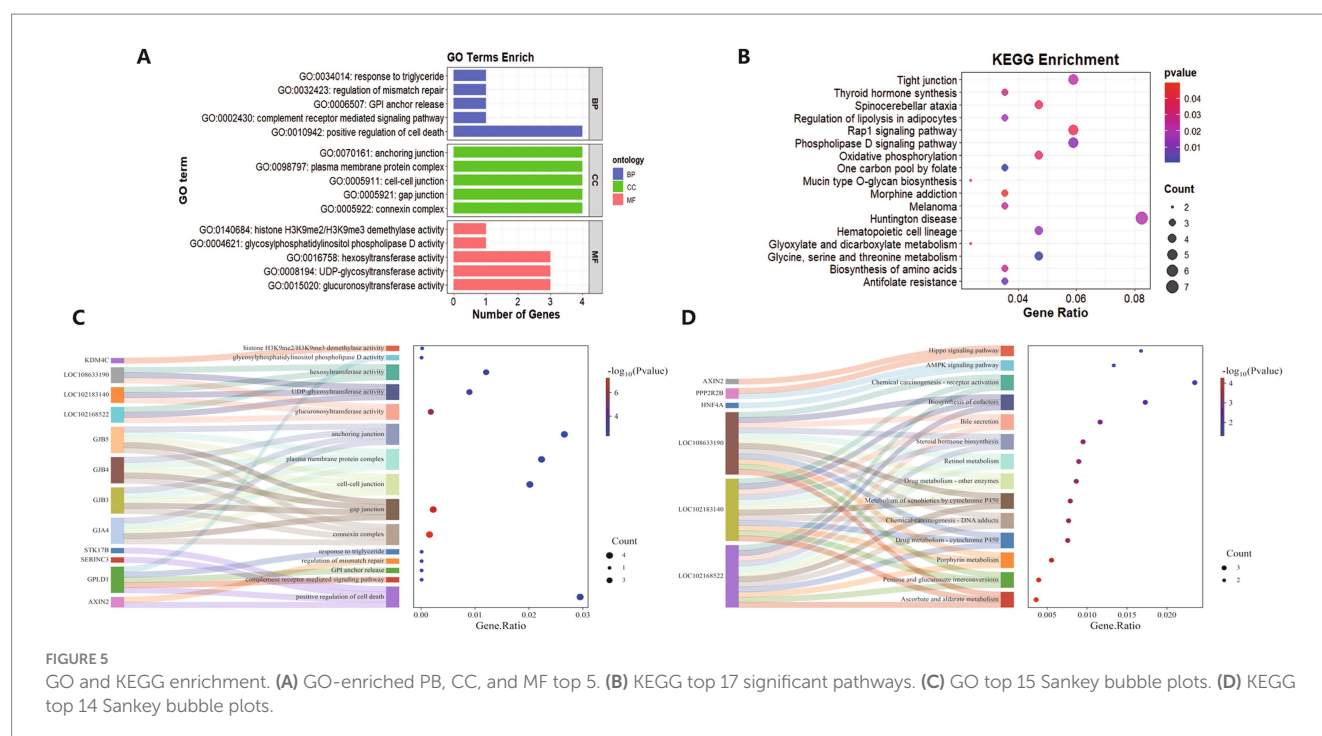 A
GO Terms Enrich
GO term
GO:0034014: response to triglyceride
GO:0032423: regulation of mismatch repair
GO:0006507: GPI anchor release
GO:0002430: complement receptor mediated signaling pathway
GO:0010942: positive regulation of cell death
BP
GO:0070161: anchoring junction
GO:0098797: plasma membrane protein complex
GO:0005911: cell-cell junction
GO:0005921: gap junction
GO:0005922: connexin complex
CC
GO:0140684: histone H3K9me2/H3K9me3 demethylase activity
GO:0004621: glycosylphosphatidylinositol phospholipase D activity
GO:0016758: hexosyltransferase activity
GO:0008194: UDP-glycosyltransferase activity
GO:0015020: glucuronosyltransferase activity
MF
0 1 2 3 4
Number of Genes
ontology
BP
CC
MF
B
KEGG Enrichment
Tight junction
Thyroid hormone synthesis
Spinocerebellar ataxia
Regulation of lipolysis in adipocytes
Rap1 signaling pathway
Phospholipase D signaling pathway
Oxidative phosphorylation
One carbon pool by folate
Mucin type O-glycan biosynthesis
Morphine addiction
Melanoma
Huntington disease
Hematopoietic cell lineage
Glyoxylate and dicarboxylate metabolism
Glycine, serine and threonine metabolism
Biosynthesis of amino acids
Antifolate resistance
0.04 0.06 0.08
Gene Ratio
pvalue
0.04
0.03
0.02
0.01
Count
2
3
4
5
6
7
C
KDM4C
LOC108633190
LOC102183140
LOC102168522
GJB5
GJB4
GJB3
GJA4
STK17B
SERINC3
GPLD1
AXIN2
histone H3K9me2/H3K9me3 demethylase activity
glycosylphosphatidylinositol phospholipase D activity
hexosyltransferase activity
UDP-glycosyltransferase activity
glucuronosyltransferase activity
anchoring junction
plasma membrane protein complex
cell-cell junction
gap junction
connexin complex
response to triglyceride
regulation of mismatch repair
GPI anchor release
complement receptor mediated signaling pathway
positive regulation of cell death
0.00 0.01 0.02 0.03
Gene.Ratio
-log10(Pvalue)
6
4
Count
4
1
3
D
AXIN2
PPP2R2B
HNF4A
LOC108633190
LOC102183140
LOC102168522
Hippo signaling pathway
AMPK signaling pathway
Chemical carcinogenesis - receptor activation
Biosynthesis of cofactors
Bile secretion
Steroid hormone biosynthesis
Retinol metabolism
Drug metabolism - other enzymes
Metabolism of xenobiotics by cytochrome P450
Chemical carcinogenesis - DNA adducts
Drug metabolism - cytochrome P450
Porphyrin metabolism
Pentose and glucuronate interconversions
Ascorbate and aldarate metabolism
0.005 0.010 0.015 0.020
Gene.Ratio
-log10(Pvalue)
4
3
2
Count
3
2
FIGURE 5
GO and KEGG enrichment. (A) GO-enriched PB, CC, and MF top 5. (B) KEGG top 17 significant pathways. (C) GO top 15 Sankey bubble plots. (D) KEGG
top 14 Sankey bubble plots.